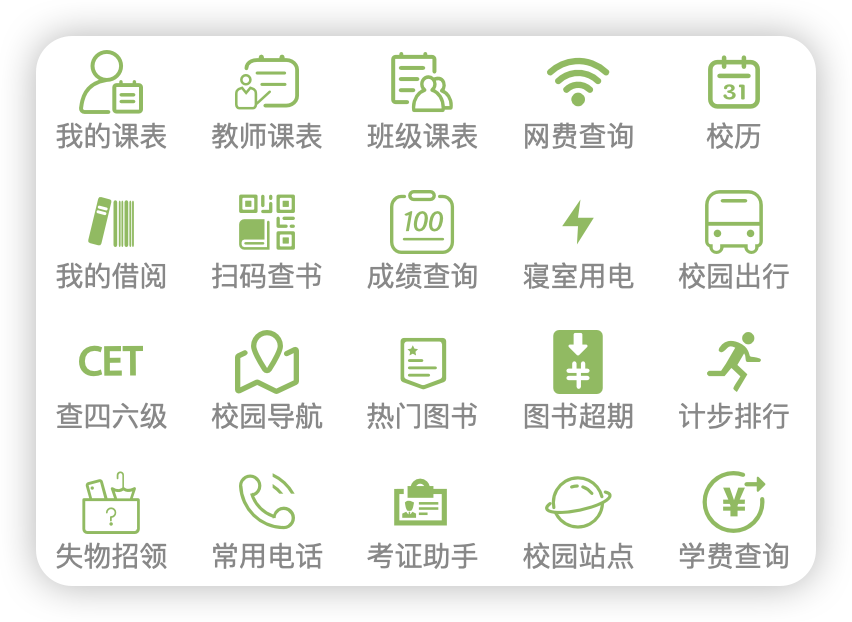 31
我的课表 教师课表 班级课表 网费查询 校历
100
我的借阅 扫码查书 成绩查询 寝室用电 校园出行
CET
¥
查四六级 校园导航 热门图书 图书超期 计步排行
? ¥
失物招领 常用电话 考证助手 校园站点 学费查询